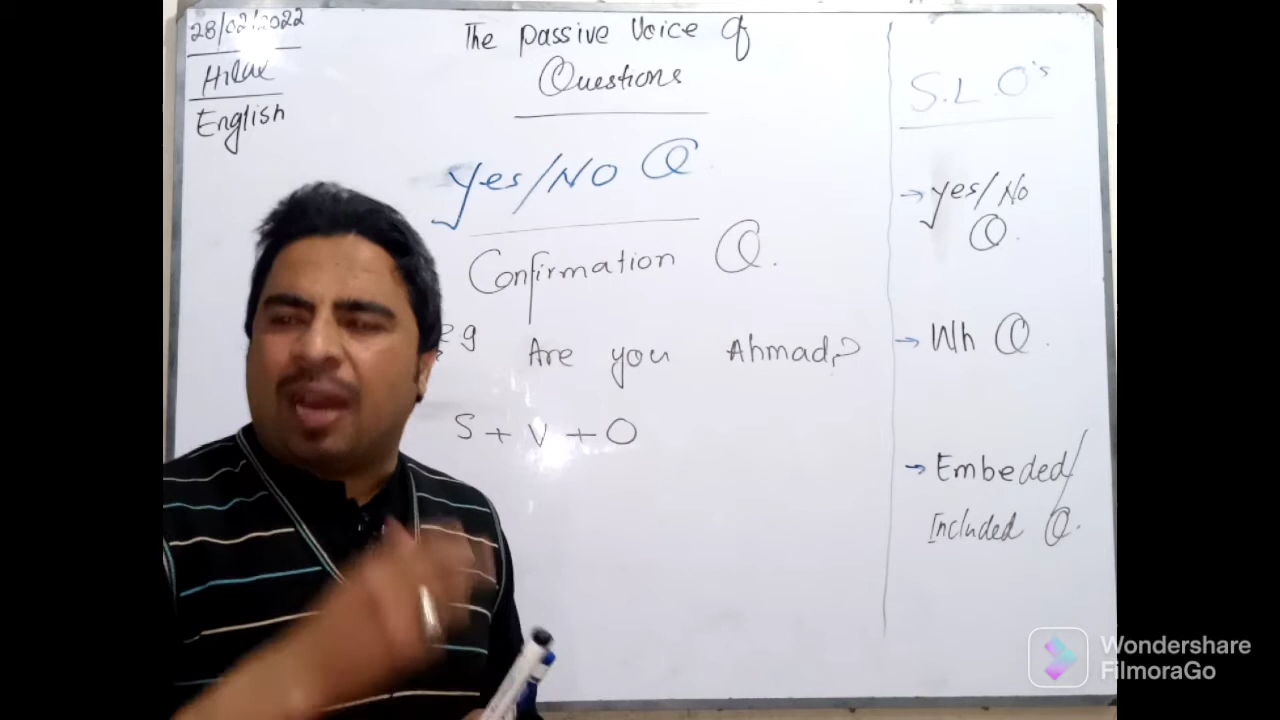 28/02/2022
Hilal
English
The Passive Voice of
Questions
Yes/No Q
Confirmation Q.
eg Are you Ahmad?
S + V + O
S.L.O's
→ Yes/No
Q.
→ Wh Q.
→ Embeded/
Included Q.
Wondershare
FilmoraGo